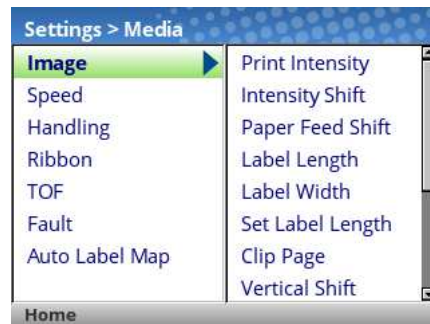 Settings > Media
Image
Speed
Handling
Ribbon
TOF
Fault
Auto Label Map
Print Intensity
Intensity Shift
Paper Feed Shift
Label Length
Label Width
Set Label Length
Clip Page
Vertical Shift
Home